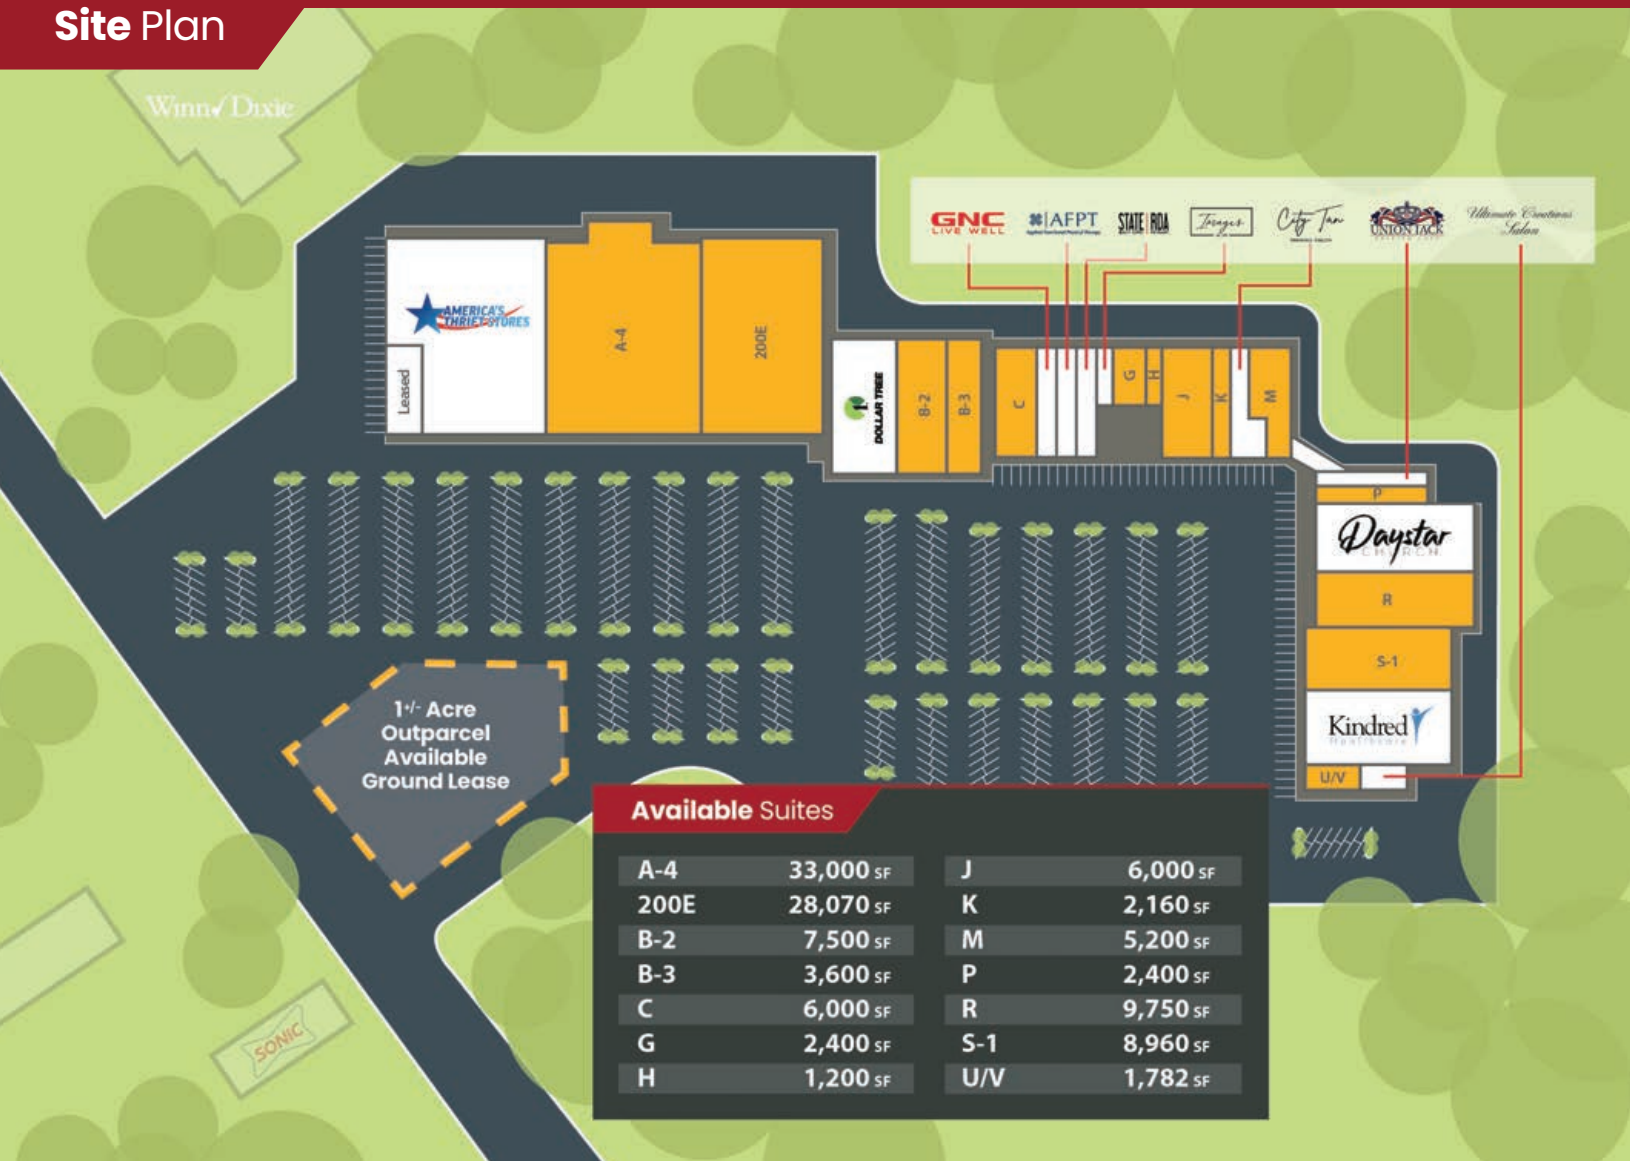 Site Plan
Winn Dixie
GNC
LIVE WELL
AFPT
STATE RDA
Images
City Tan
UNION JACK
Ultimate Creations
Salon
AMERICA'S
THRIFT STORES
Leased
A-4
200E
DOLLAR TREE
B-2
B-3
C
G
H
J
K
M
P
Daystar
CHURCH
R
S-1
Kindred
Healthcare
U/V
1+/- Acre
Outparcel
Available
Ground Lease
SONIC
Available Suites
A-4 33,000 SF
200E 28,070 SF
B-2 7,500 SF
B-3 3,600 SF
C 6,000 SF
G 2,400 SF
H 1,200 SF
J 6,000 SF
K 2,160 SF
M 5,200 SF
P 2,400 SF
R 9,750 SF
S-1 8,960 SF
U/V 1,782 SF